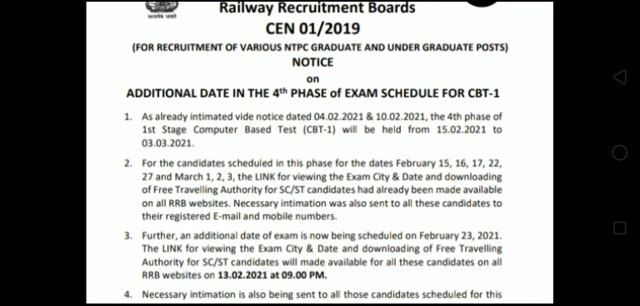 Railway Recruitment Boards
CEN 01/2019
(FOR RECRUITMENT OF VARIOUS NTPC GRADUATE AND UNDER GRADUATE POSTS)
NOTICE
on
ADDITIONAL DATE IN THE 4th PHASE of EXAM SCHEDULE FOR CBT-1
1. As already intimated vide notice dated 04.02.2021 & 10.02.2021, the 4th phase of
1st Stage Computer Based Test (CBT-1) will be held from 15.02.2021 to
03.03.2021.
2. For the candidates scheduled in this phase for the dates February 15, 16, 17, 22,
27 and March 1, 2, 3, the LINK for viewing the Exam City & Date and downloading
of Free Travelling Authority for SC/ST candidates had already been made available
on all RRB websites. Necessary intimation was also sent to all these candidates to
their registered E-mail and mobile numbers.
3. Further, an additional date of exam is now being scheduled on February 23, 2021.
The LINK for viewing the Exam City & Date and downloading of Free Travelling
Authority for SC/ST candidates will made available for all these candidates on all
RRB websites on 13.02.2021 at 09.00 PM.
4. Necessary intimation is also being sent to all those candidates scheduled for this